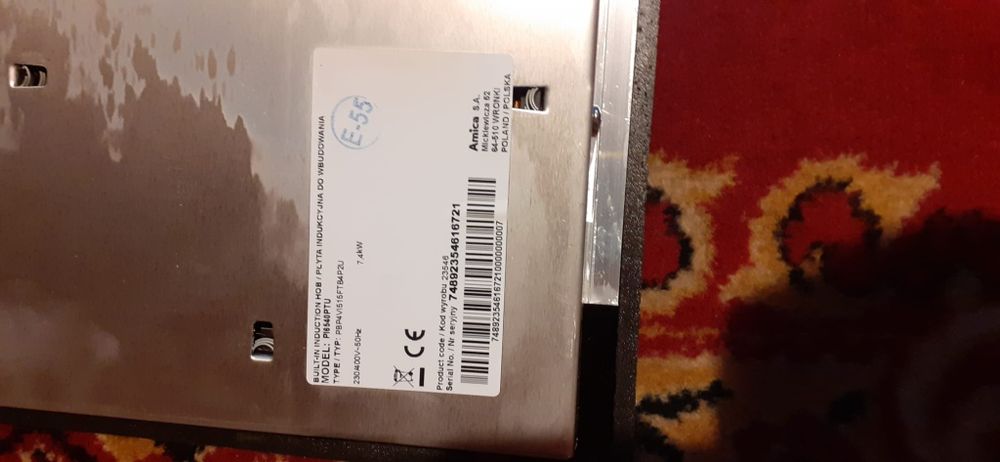 BUILT-IN INDUCTION HOB / PŁYTA INDUKCYJNA DO WBUDOWANIA
MODEL: PI6540PTU
TYPE / TYP: PBP4VI515FTB4P2U
230/400V~50Hz 7,4kW
E-55
CE
Product code / Kod wyrobu 23546
Serial No. / Nr seryjny 74892354616721
748923546167210000000007
Amica S.A.
Mickiewicza 52
64-510 WRONKI
POLAND / POLSKA